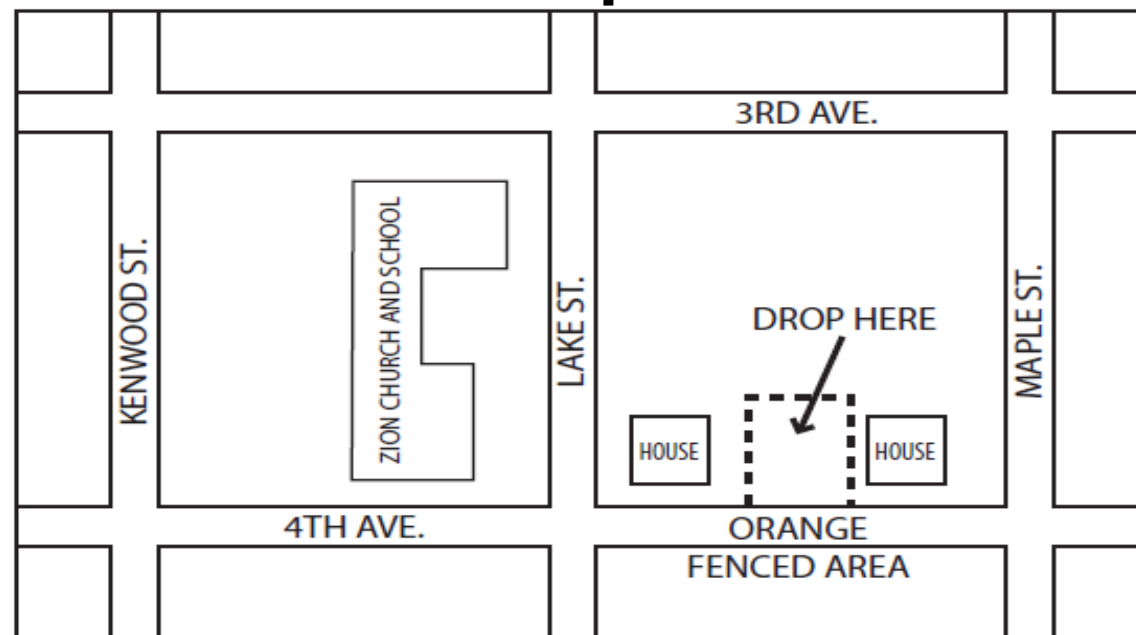 3RD AVE.
KENWOOD ST.
ZION CHURCH AND SCHOOL
LAKE ST.
DROP HERE
MAPLE ST.
HOUSE
HOUSE
4TH AVE.
ORANGE
FENCED AREA